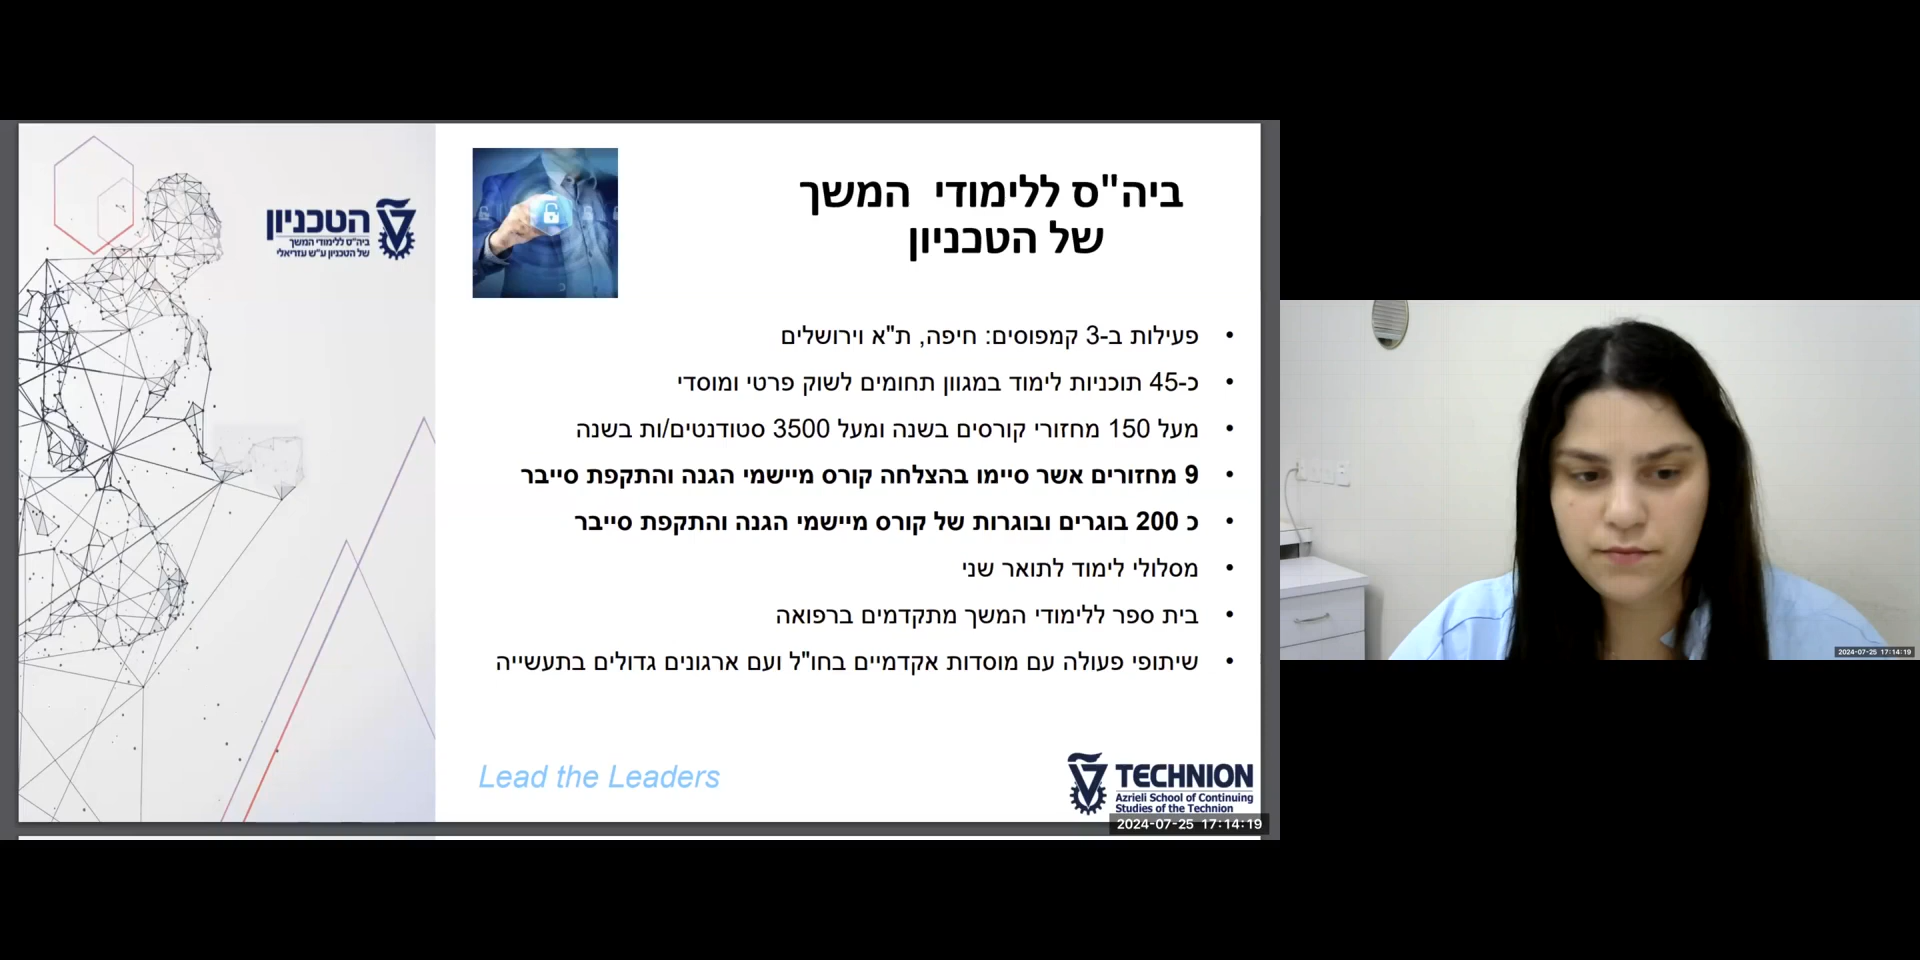 הטכניון
ביה"ס ללימודי המשך
של הטכניון ע"ש עזריאלי
ביה"ס ללימודי המשך
של הטכניון
• פעילות ב-3 קמפוסים: חיפה, ת"א וירושלים
• כ-45 תוכניות לימוד במגוון תחומים לשוק פרטי ומוסדי
• מעל 150 מחזורי קורסים בשנה ומעל 3500 סטודנטים/ות בשנה
• 9 מחזורים אשר סיימו בהצלחה קורס מיישמי הגנה והתקפת סייבר
• כ 200 בוגרים ובוגרות של קורס מיישמי הגנה והתקפת סייבר
• מסלולי לימוד לתואר שני
• בית ספר ללימודי המשך מתקדמים ברפואה
• שיתופי פעולה עם מוסדות אקדמיים בחו"ל ועם ארגונים גדולים בתעשייה
Lead the Leaders
TECHNION
Azrieli School of Continuing
Studies of the Technion
2024-07-25 17:14:19
2024-07-25 17:14:19